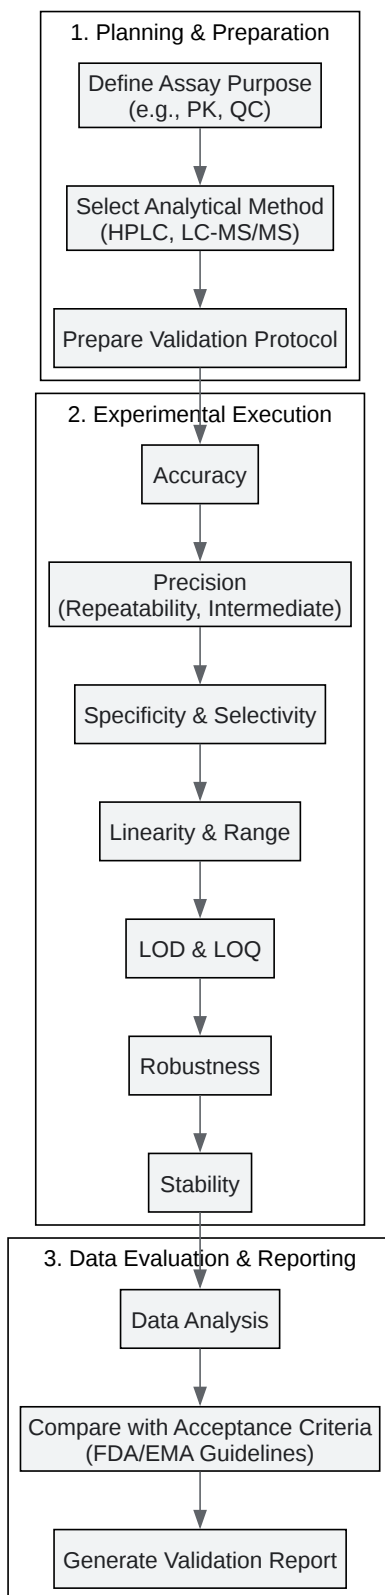 1. Planning & Preparation
Define Assay Purpose
(e.g., PK, QC)
Select Analytical Method
(HPLC, LC-MS/MS)
Prepare Validation Protocol
2. Experimental Execution
Accuracy
Precision
(Repeatability, Intermediate)
Specificity & Selectivity
Linearity & Range
LOD & LOQ
Robustness
Stability
3. Data Evaluation & Reporting
Data Analysis
Compare with Acceptance Criteria
(FDA/EMA Guidelines)
Generate Validation Report